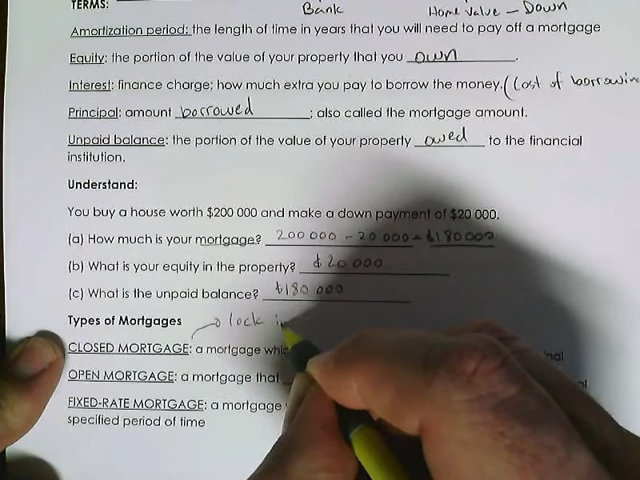 TERMS:
Bank Home Value - Down
Amortization period: the length of time in years that you will need to pay off a mortgage
Equity: the portion of the value of your property that you own.
Interest: finance charge; how much extra you pay to borrow the money. (Cost of borrowin
Principal: amount borrowed; also called the mortgage amount.
Unpaid balance: the portion of the value of your property owed to the financial
institution.
Understand:
You buy a house worth $200 000 and make a down payment of $20 000.
(a) How much is your mortgage? 200 000 - 20 000 = $180 000
(b) What is your equity in the property? $20 000
(c) What is the unpaid balance? $180 000
Types of Mortgages lock in
CLOSED MORTGAGE: a mortgage
OPEN MORTGAGE: a mortgage that
FIXED-RATE MORTGAGE: a mortgage
specified period of time